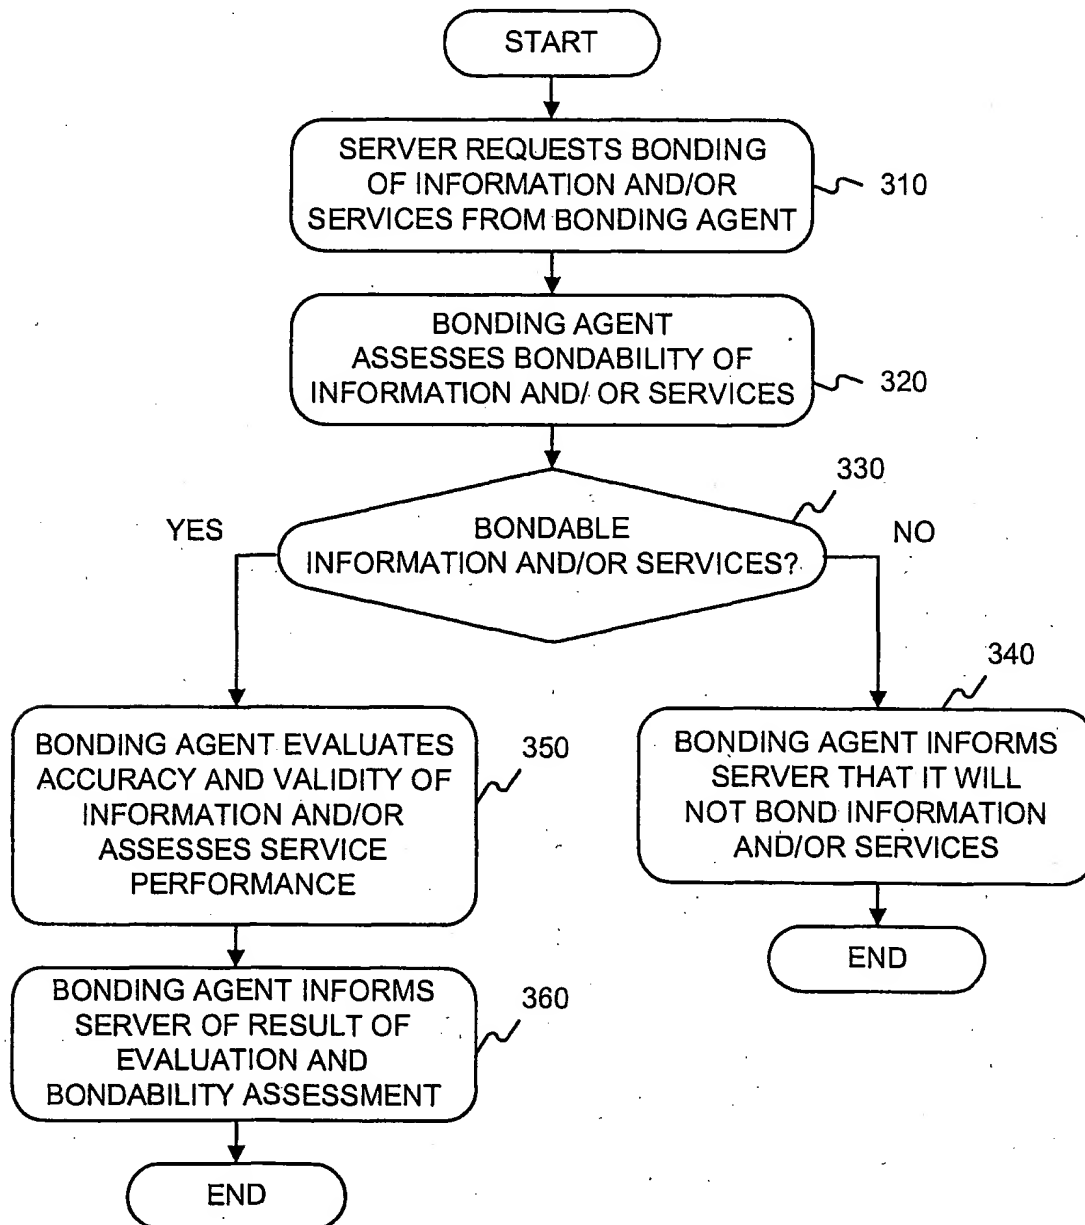 START
SERVER REQUESTS BONDING
OF INFORMATION AND/OR
SERVICES FROM BONDING AGENT
310
BONDING AGENT
ASSESSES BONDABILITY OF
INFORMATION AND/ OR SERVICES
320
330
YES
BONDABLE
INFORMATION AND/OR SERVICES?
NO
340
BONDING AGENT INFORMS
SERVER THAT IT WILL
NOT BOND INFORMATION
AND/OR SERVICES
END
BONDING AGENT EVALUATES
ACCURACY AND VALIDITY OF
INFORMATION AND/OR
ASSESSES SERVICE
PERFORMANCE
350
BONDING AGENT INFORMS
SERVER OF RESULT OF
EVALUATION AND
BONDABILITY ASSESSMENT
360
END